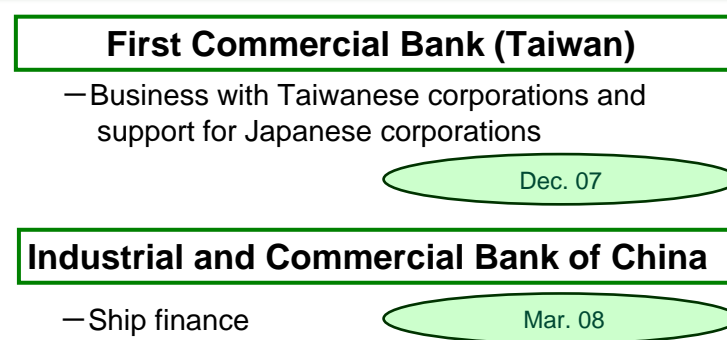 First Commercial Bank (Taiwan)
－Business with Taiwanese corporations and
support for Japanese corporations
Dec. 07
Industrial and Commercial Bank of China
－Ship finance
Mar. 08